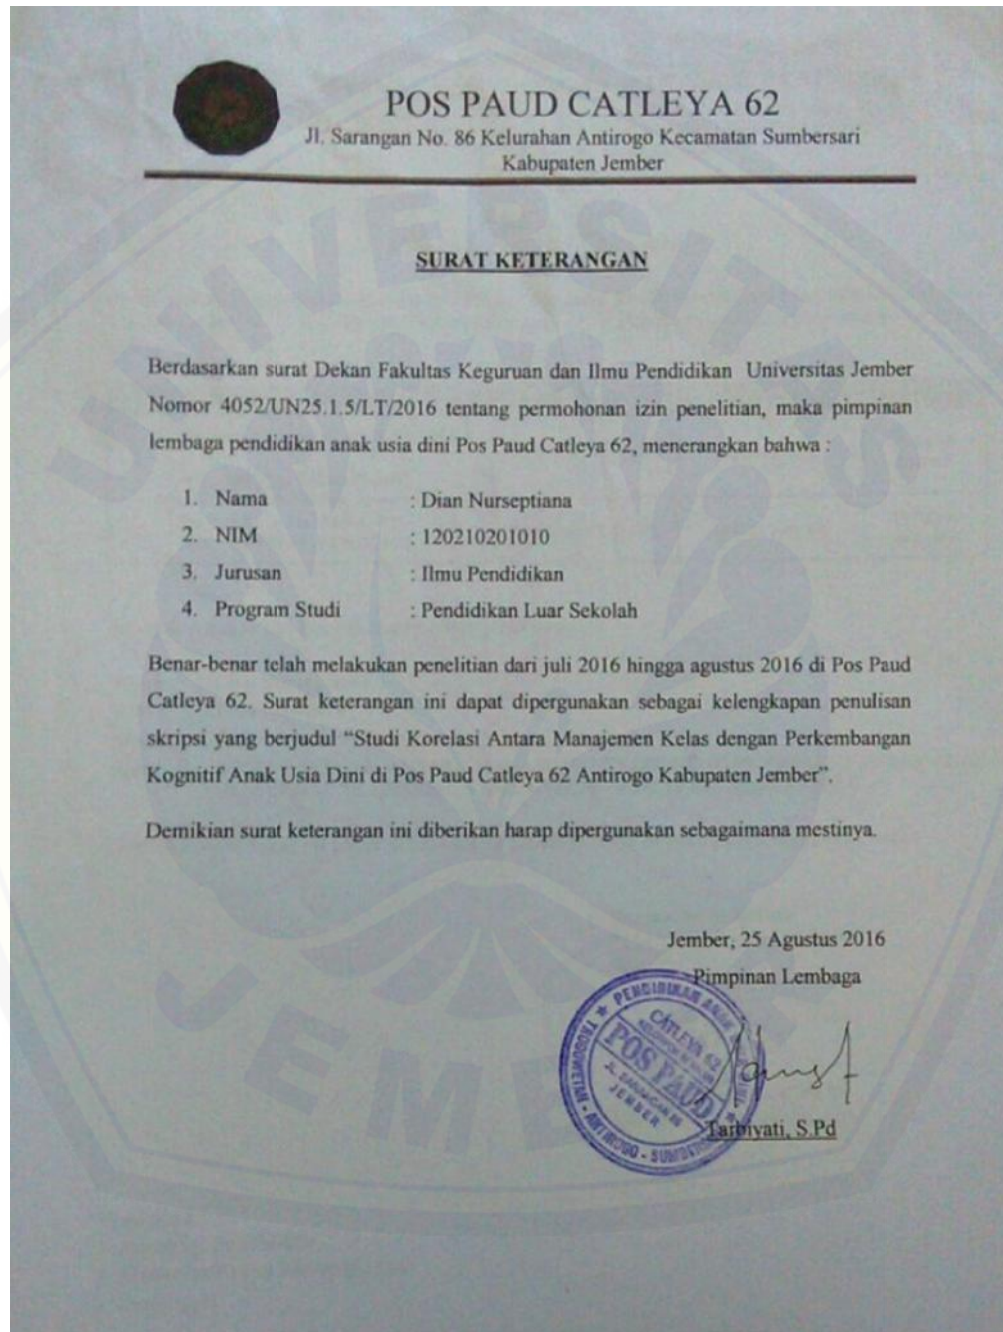 POS PAUD CATLEYA 62
Jl. Sarangan No. 86 Kelurahan Antirogo Kecamatan Sumbersari
Kabupaten Jember
SURAT KETERANGAN
Berdasarkan surat Dekan Fakultas Keguruan dan Ilmu Pendidikan Universitas Jember
Nomor 4052/UN25.1.5/LT/2016 tentang permohonan izin penelitian, maka pimpinan
lembaga pendidikan anak usia dini Pos Paud Catleya 62, menerangkan bahwa :
1. Nama : Dian Nurseptiana
2. NIM : 120210201010
3. Jurusan : Ilmu Pendidikan
4. Program Studi : Pendidikan Luar Sekolah
Benar-benar telah melakukan penelitian dari juli 2016 hingga agustus 2016 di Pos Paud
Catleya 62. Surat keterangan ini dapat dipergunakan sebagai kelengkapan penulisan
skripsi yang berjudul “Studi Korelasi Antara Manajemen Kelas dengan Perkembangan
Kognitif Anak Usia Dini di Pos Paud Catleya 62 Antirogo Kabupaten Jember”.
Demikian surat keterangan ini diberikan harap dipergunakan sebagaimana mestinya.
Jember, 25 Agustus 2016
Pimpinan Lembaga
PENDIDIKAN ANAK
CATLEYA 62
POS PAUD
JEMBER
ANTIROGO
Tarbiyati, S.Pd
UNIVERSITAS
JEMBER